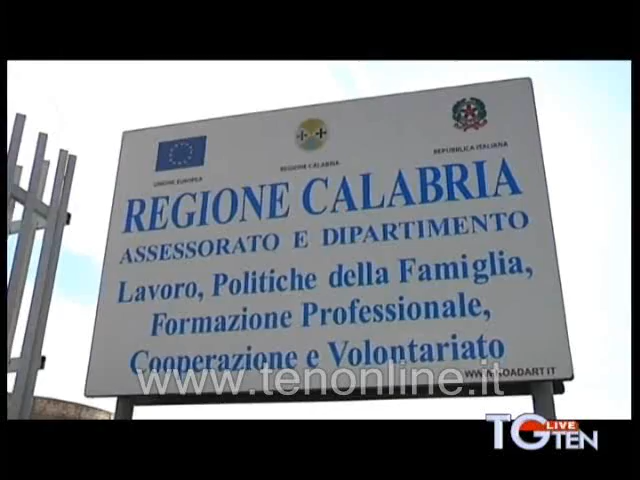 UNIONE EUROPEA
REGIONE CALABRIA
REPUBBLICA ITALIANA
REGIONE CALABRIA
ASSESSORATO E DIPARTIMENTO
Lavoro, Politiche della Famiglia,
Formazione Professionale,
Cooperazione e Volontariato
www.tenonline.it
TG LIVE TEN